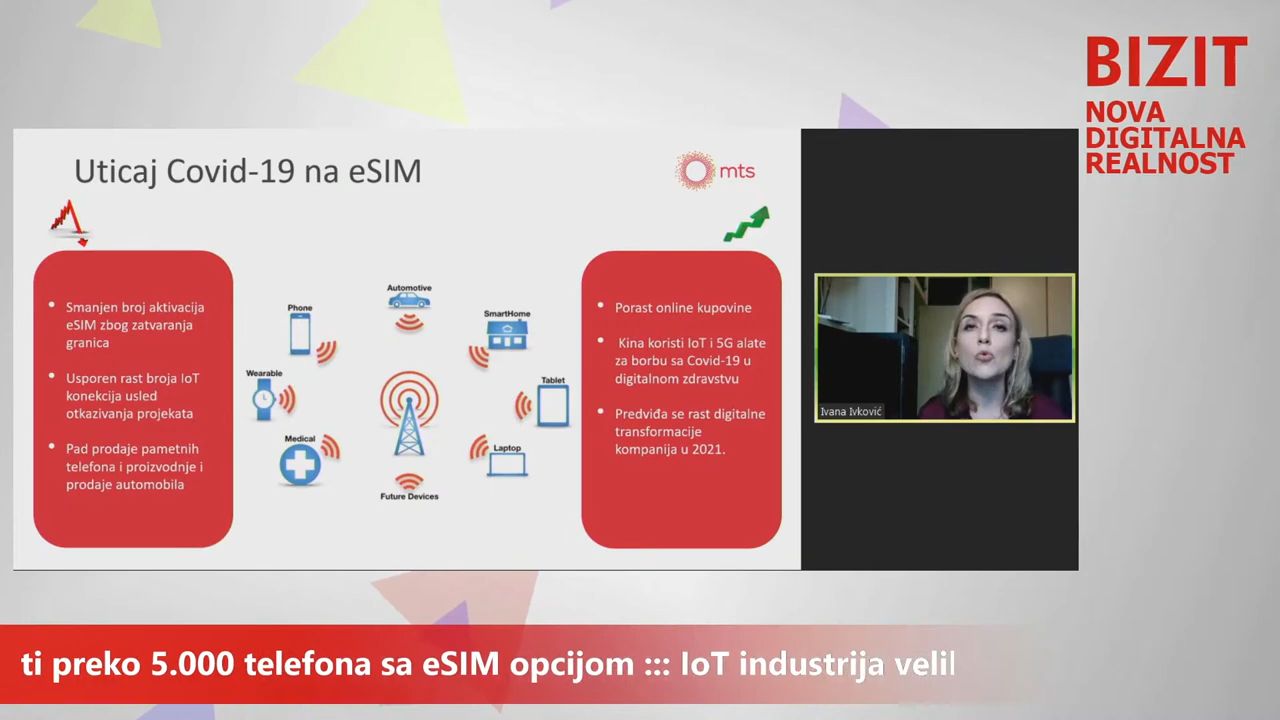 BIZIT
NOVA
DIGITALNA
REALNOST
Uticaj Covid-19 na eSIM
mts
• Smanjen broj aktivacija
eSIM zbog zatvaranja
granica
• Usporen rast broja IoT
konekcija usled
otkazivanja projekata
• Pad prodaje pametnih
telefona i proizvodnje i
prodaje automobila
Automotive
Phone
SmartHome
Wearable
Tablet
Medical
Laptop
Future Devices
• Porast online kupovine
• Kina koristi IoT i 5G alate
za borbu sa Covid-19 u
digitalnom zdravstvu
• Predviđa se rast digitalne
transformacije
kompanija u 2021.
Ivana Ivković
ti preko 5.000 telefona sa eSIM opcijom ::: IoT industrija velil